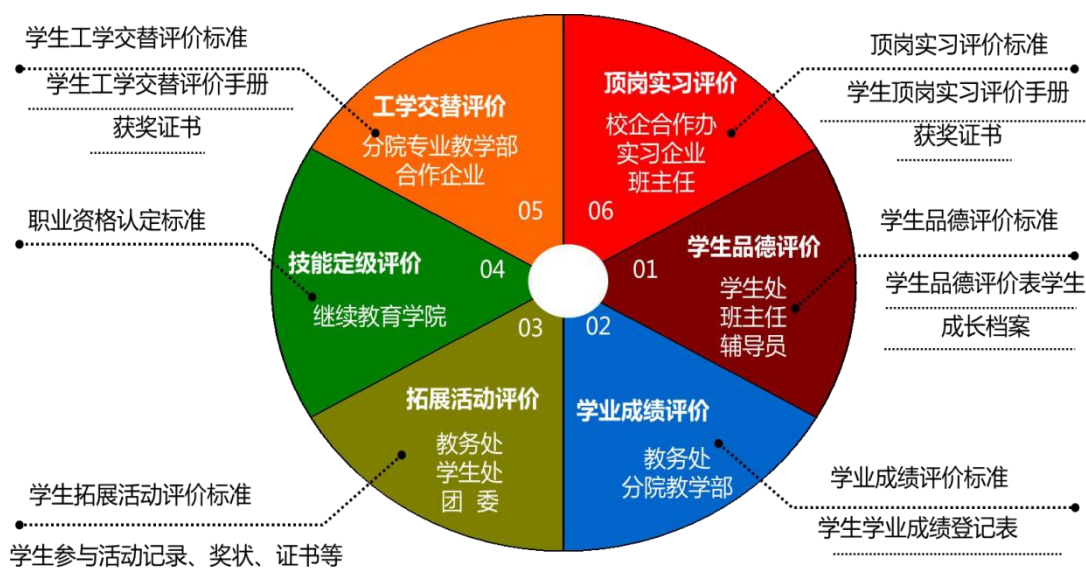 学生工学交替评价标准
学生工学交替评价手册
获奖证书
顶岗实习评价标准
学生顶岗实习评价手册
获奖证书
工学交替评价
分院专业教学部
合作企业
05
顶岗实习评价
校企合作办
实习企业
班主任
06
职业资格认定标准
技能定级评价
04
继续教育学院
01
学生品德评价
学生处
班主任
辅导员
学生品德评价标准
学生品德评价表学生
成长档案
03
拓展活动评价
教务处
学生处
团 委
02
学业成绩评价
教务处
分院教学部
学生拓展活动评价标准
学生参与活动记录、奖状、证书等
学业成绩评价标准
学生学业成绩登记表